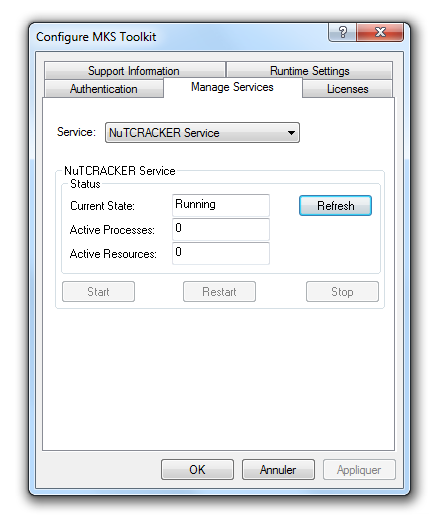 Configure MKS Toolkit
Support Information
Runtime Settings
Authentication
Manage Services
Licenses
Service:
NuTCRACKER Service
NuTCRACKER Service
Status
Current State:
Running
Refresh
Active Processes:
0
Active Resources:
0
Start
Restart
Stop
OK
Annuler
Appliquer